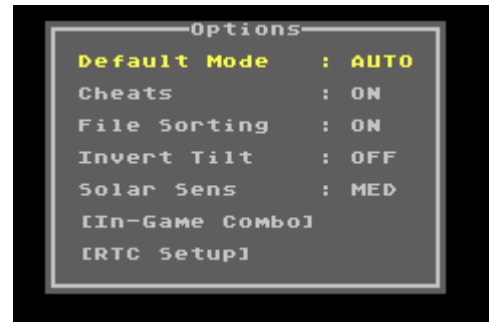 Options
Default Mode : AUTO
Cheats : ON
File Sorting : ON
Invert Tilt : OFF
Solar Sens : MED
[In-Game Combo]
[RTC Setup]